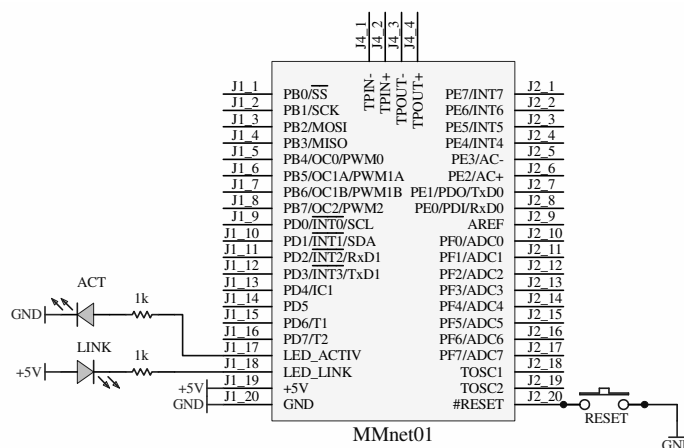 J4_1 J4_2 J4_3 J4_4
TPIN- TPIN+ TPOUT- TPOUT+
J1_1 PB0/SS PE7/INT7 J2_1
J1_2 PB1/SCK PE6/INT6 J2_2
J1_3 PB2/MOSI PE5/INT5 J2_3
J1_4 PB3/MISO PE4/INT4 J2_4
J1_5 PB4/OC0/PWM0 PE3/AC- J2_5
J1_6 PB5/OC1A/PWM1A PE2/AC+ J2_6
J1_7 PB6/OC1B/PWM1B PE1/PDO/TxD0 J2_7
J1_8 PB7/OC2/PWM2 PE0/PDI/RxD0 J2_8
J1_9 PD0/INT0/SCL AREF J2_9
J1_10 PD1/INT1/SDA PF0/ADC0 J2_10
J1_11 PD2/INT2/RxD1 PF1/ADC1 J2_11
J1_12 PD3/INT3/TxD1 PF2/ADC2 J2_12
J1_13 PD4/IC1 PF3/ADC3 J2_13
J1_14 PD5 PF4/ADC4 J2_14
J1_15 PD6/T1 PF5/ADC5 J2_15
J1_16 PD7/T2 PF6/ADC6 J2_16
J1_17 LED_ACTIV PF7/ADC7 J2_17
J1_18 LED_LINK TOSC1 J2_18
J1_19 +5V TOSC2 J2_19
J1_20 GND #RESET J2_20
ACT 1k
GND
LINK 1k
+5V
+5V
GND
RESET
GND
MMnet01